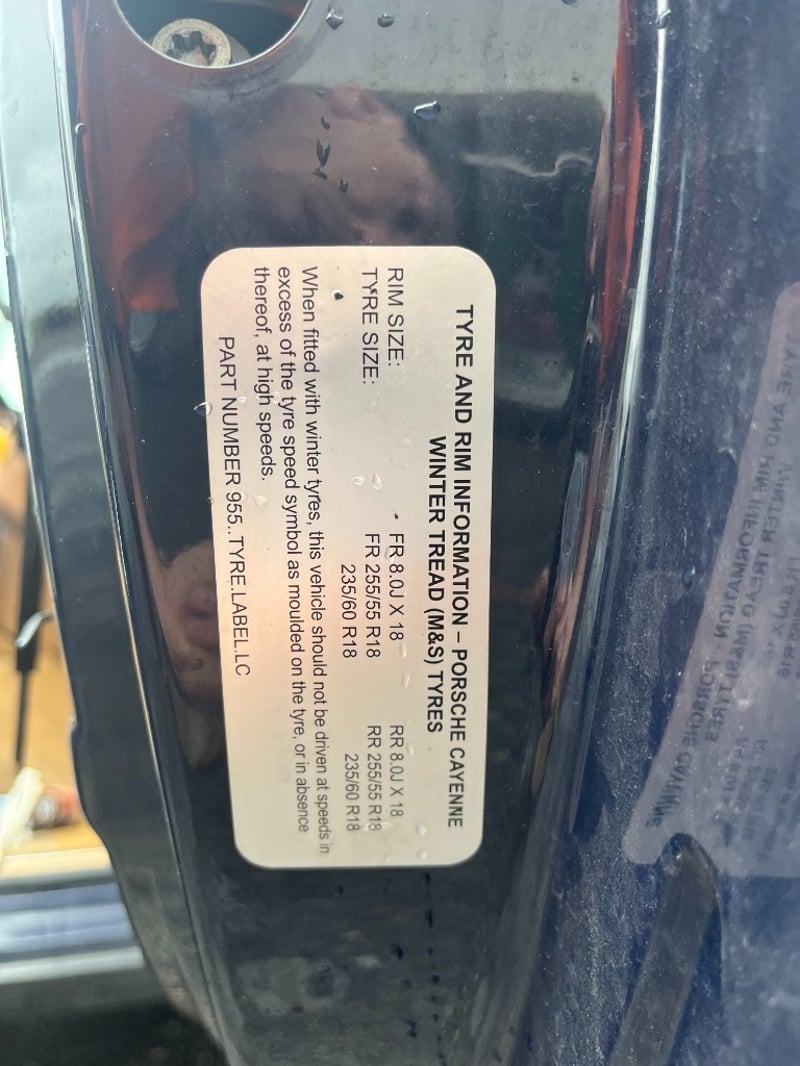 TYRE AND RIM INFORMATION – PORSCHE CAYENNE
WINTER TREAD (M&S) TYRES
RIM SIZE: FR 8.0J X 18 RR 8.0J X 18
TYRE SIZE: FR 255/55 R18 RR 255/55 R18
235/60 R18 235/60 R18
When fitted with winter tyres, this vehicle should not be driven at speeds in
excess of the tyre speed symbol as moulded on the tyre, or in absence
thereof, at high speeds.
PART NUMBER 955..TYRE.LABEL.LC